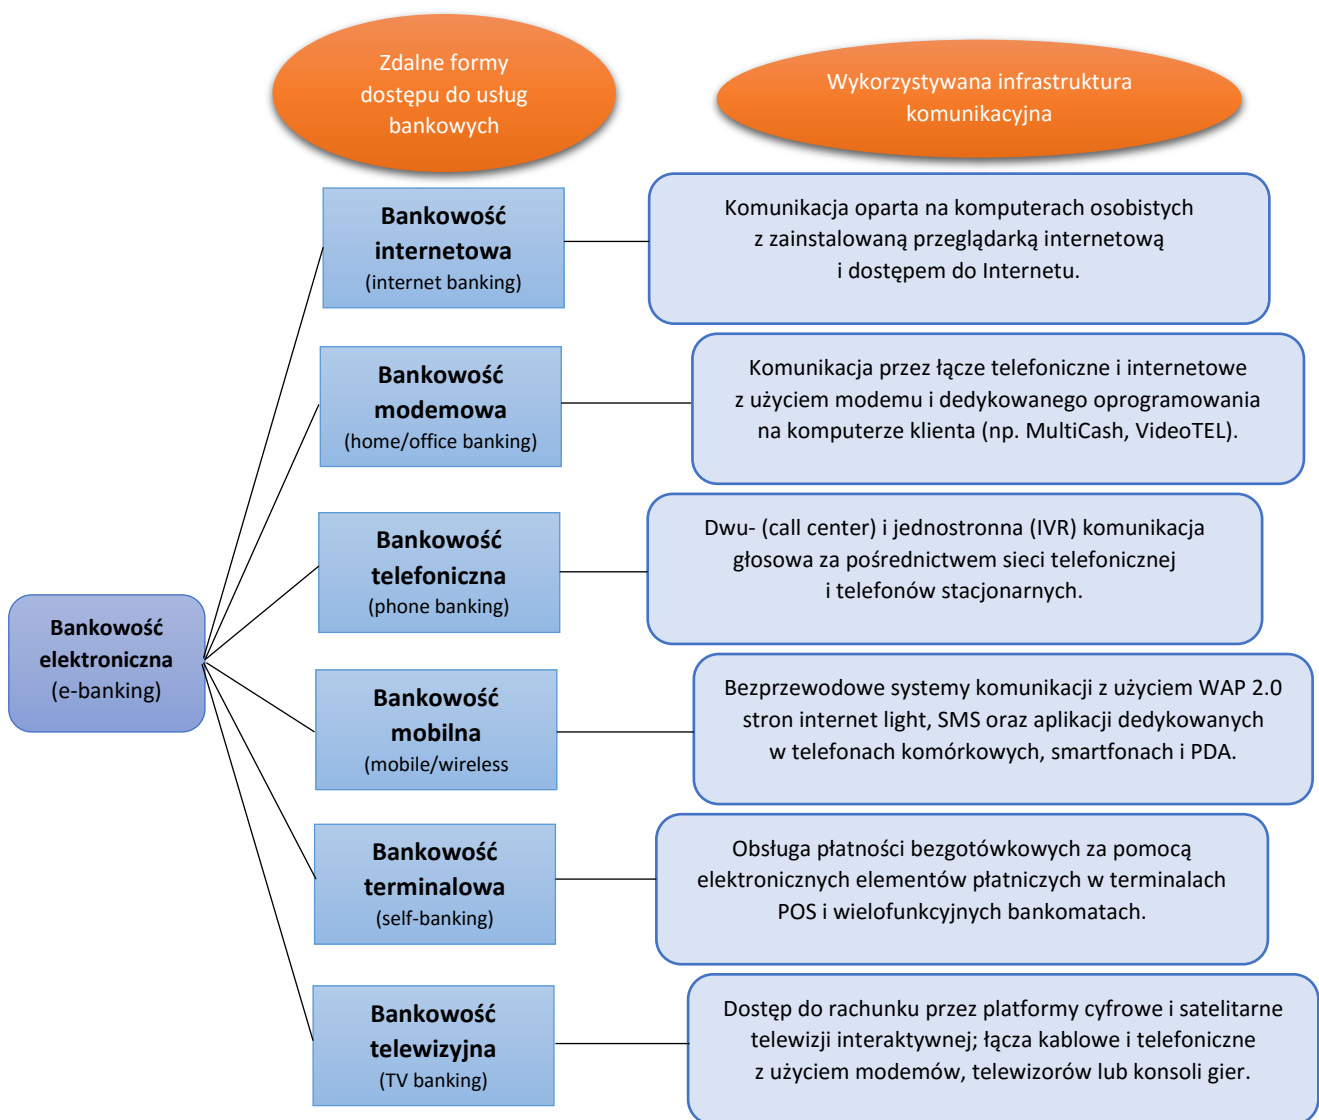 Zdalne formy
dostępu do usług
bankowych
Wykorzystywana infrastruktura
komunikacyjna
Bankowość
elektroniczna
(e-banking)
Bankowość
internetowa
(internet banking)
Komunikacja oparta na komputerach osobistych
z zainstalowaną przeglądarką internetową
i dostępem do Internetu.
Bankowość
modemowa
(home/office banking)
Komunikacja przez łącze telefoniczne i internetowe
z użyciem modemu i dedykowanego oprogramowania
na komputerze klienta (np. MultiCash, VideoTEL).
Bankowość
telefoniczna
(phone banking)
Dwu- (call center) i jednostronna (IVR) komunikacja
głosowa za pośrednictwem sieci telefonicznej
i telefonów stacjonarnych.
Bankowość
mobilna
(mobile/wireless
Bezprzewodowe systemy komunikacji z użyciem WAP 2.0
stron internet light, SMS oraz aplikacji dedykowanych
w telefonach komórkowych, smartfonach i PDA.
Bankowość
terminalowa
(self-banking)
Obsługa płatności bezgotówkowych za pomocą
elektronicznych elementów płatniczych w terminalach
POS i wielofunkcyjnych bankomatach.
Bankowość
telewizyjna
(TV banking)
Dostęp do rachunku przez platformy cyfrowe i satelitarne
telewizji interaktywnej; łącza kablowe i telefoniczne
z użyciem modemów, telewizorów lub konsoli gier.